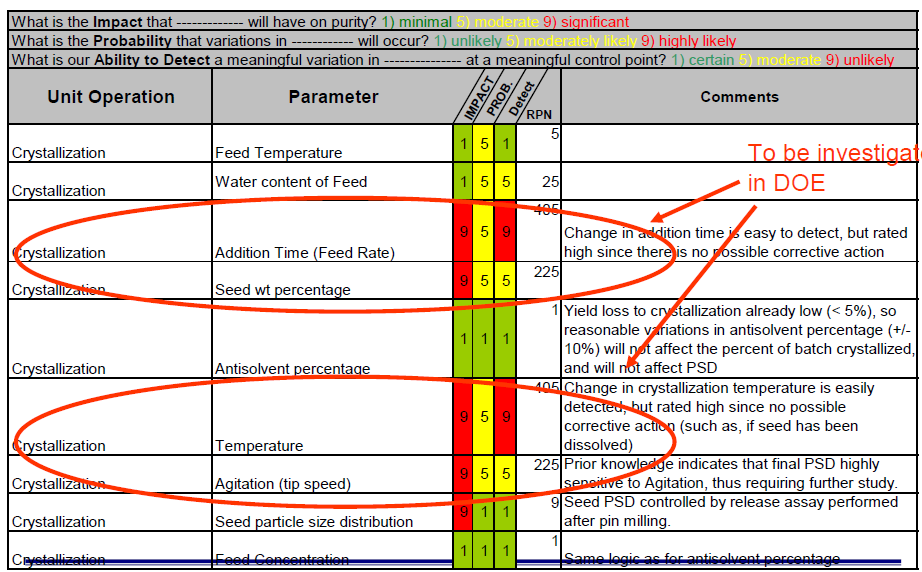 What is the Impact that ------------- will have on purity? 1) minimal 5) moderate 9) significant
What is the Probability that variations in ------------ will occur? 1) unlikely 5) moderately likely 9) highly likely
What is our Ability to Detect a meaningful variation in --------------- at a meaningful control point? 1) certain 5) moderate 9) unlikely
Unit Operation Parameter IMPACT PROB. Detect RPN Comments
Crystallization Feed Temperature 1 5 1 5
To be investigat
in DOE
Crystallization Water content of Feed 1 5 5 25
Crystallization Addition Time (Feed Rate) 9 5 9 405
Change in addition time is easy to detect, but rated
high since there is no possible corrective action
Crystallization Seed wt percentage 9 5 5 225
Crystallization Antisolvent percentage 1 1 1 1
Yield loss to crystallization already low (< 5%), so
reasonable variations in antisolvent percentage (+/-
10%) will not affect the percent of batch crystallized,
and will not affect PSD
Crystallization Temperature 9 5 9 405
Change in crystallization temperature is easily
detected, but rated high since no possible
corrective action (such as, if seed has been
dissolved)
Crystallization Agitation (tip speed) 9 5 5 225
Prior knowledge indicates that final PSD highly
sensitive to Agitation, thus requiring further study.
Crystallization Seed particle size distribution 9 1 1 9
Seed PSD controlled by release assay performed
after pin milling.
Crystallization Feed Concentration 1 1 1 1
Same logic as for antisolvent percentage